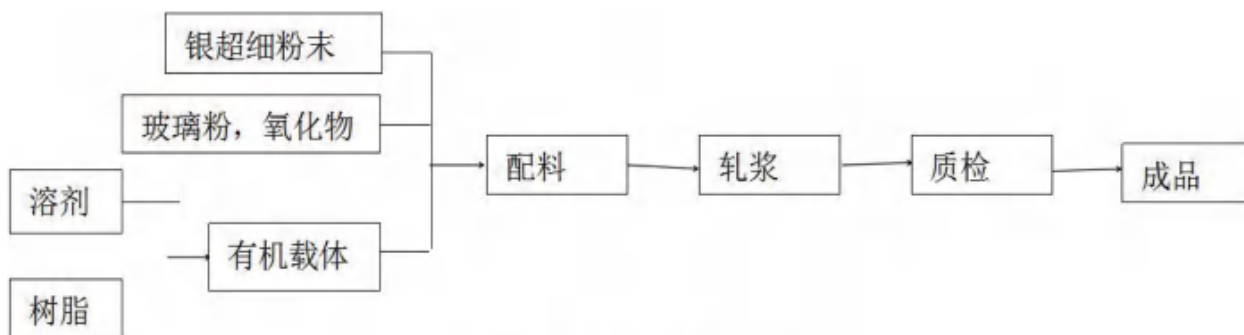 银超细粉末
玻璃粉，氧化物
溶剂
树脂
有机载体
配料
轧浆
质检
成品